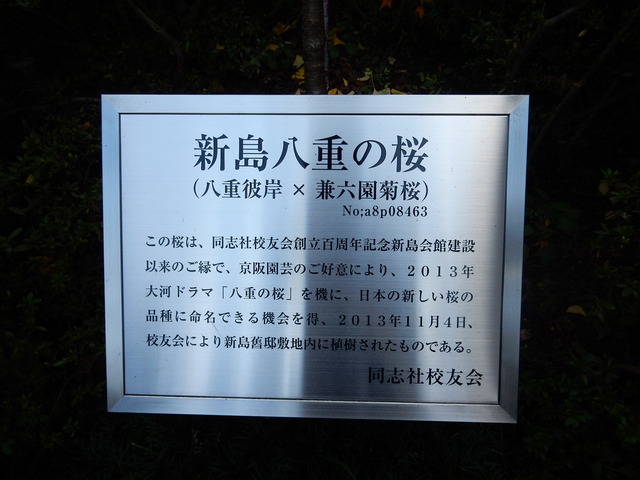 新島八重の桜
（八重彼岸 × 兼六園菊桜）
No;a8p08463
この桜は、同志社校友会創立百周年記念新島会館建設
以来のご縁で、京阪園芸のご好意により、２０１３年
大河ドラマ「八重の桜」を機に、日本の新しい桜の
品種に命名できる機会を得、２０１３年１１月４日、
校友会により新島舊邸敷地内に植樹されたものである。
同志社校友会